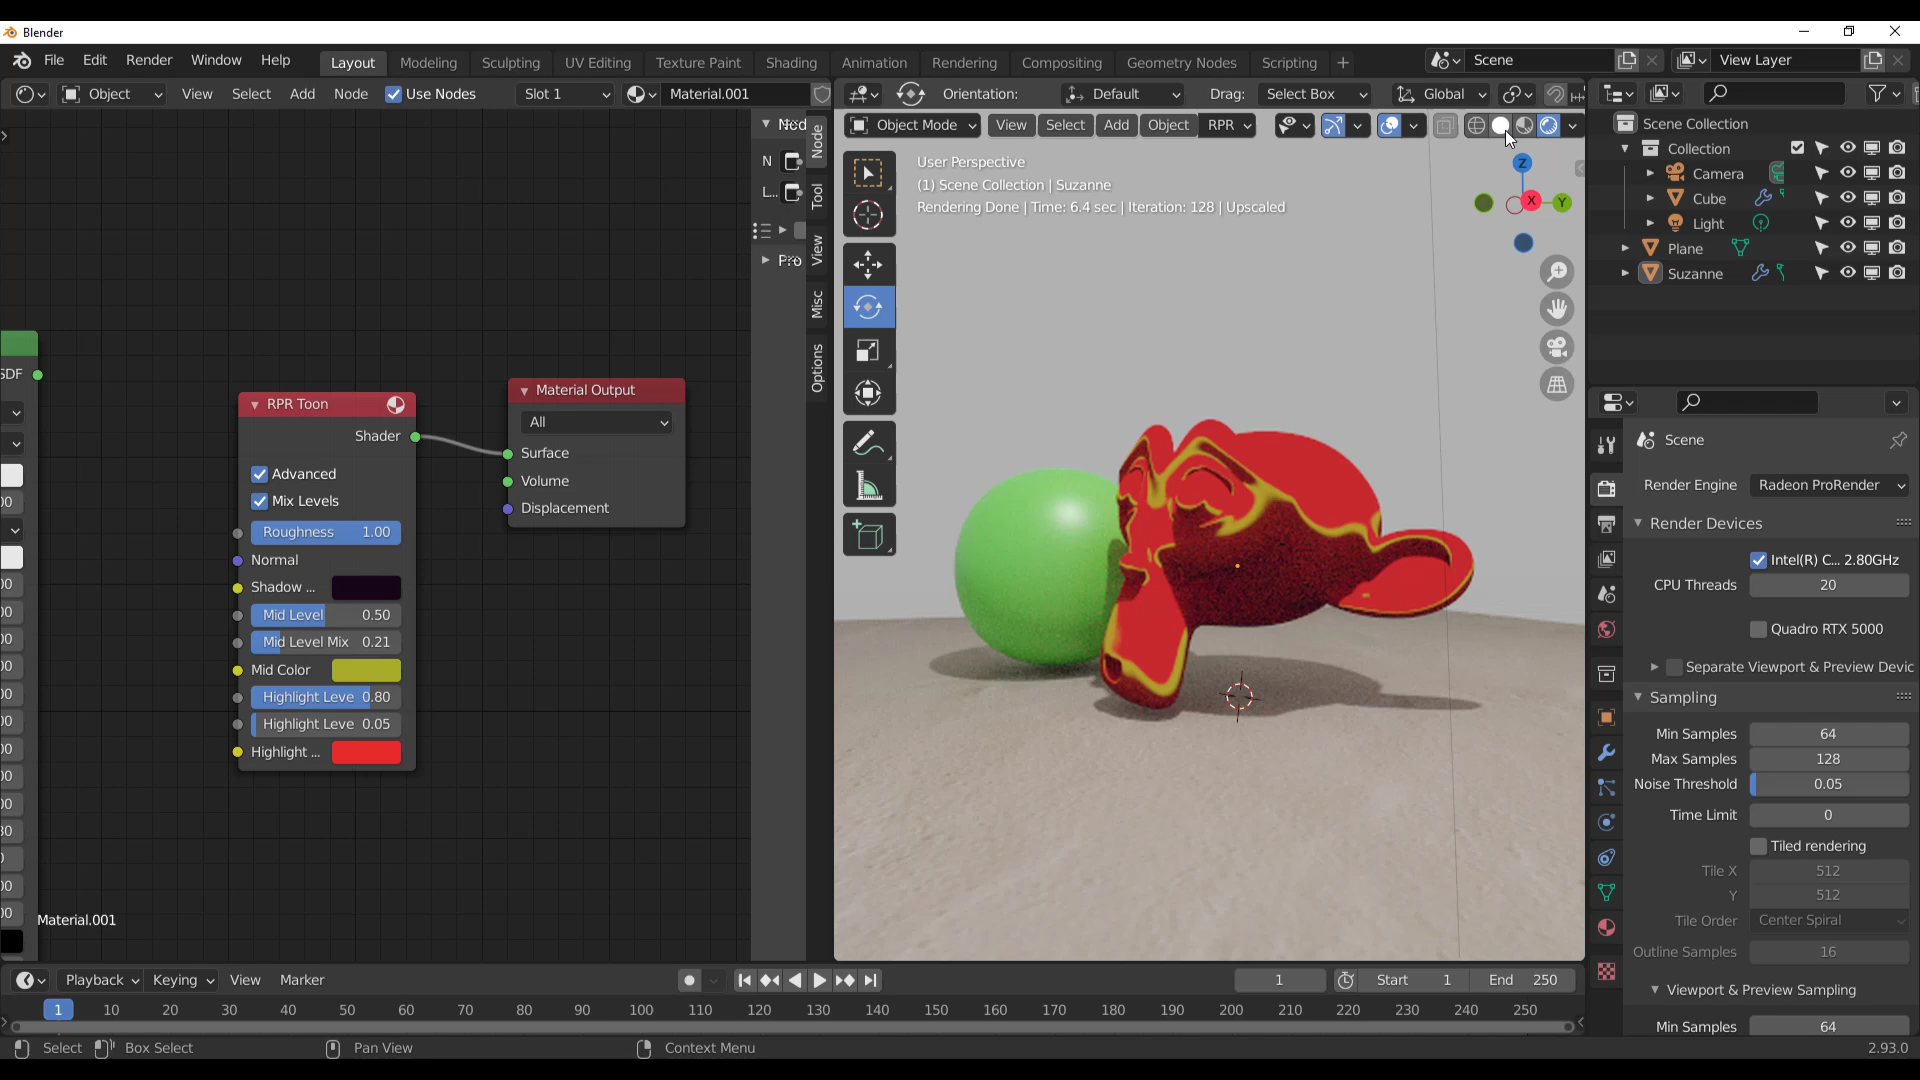 Blender
File Edit Render Window Help
Layout Modeling Sculpting UV Editing Texture Paint Shading Animation Rendering Compositing Geometry Nodes Scripting +
Scene
View Layer
Object View Select Add Node Use Nodes Slot 1 Material.001
Orientation: Default Drag: Select Box Global
Object Mode View Select Add Object RPR
Node
Tool
View
Misc
Options
N
L...
Pro
SDF
RPR Toon
Shader
Advanced
Mix Levels
Roughness 1.00
Normal
Shadow ...
Mid Level 0.50
Mid Level Mix 0.21
Mid Color
Highlight Leve 0.80
Highlight Leve 0.05
Highlight ...
Material Output
All
Surface
Volume
Displacement
Material.001
User Perspective
(1) Scene Collection | Suzanne
Rendering Done | Time: 6.4 sec | Iteration: 128 | Upscaled
Z
X
Y
Scene Collection
Collection
Camera
Cube
Light
Plane
Suzanne
Scene
Render Engine Radeon ProRender
Render Devices
Intel(R) C... 2.80GHz
CPU Threads 20
Quadro RTX 5000
Separate Viewport & Preview Devic
Sampling
Min Samples 64
Max Samples 128
Noise Threshold 0.05
Time Limit 0
Tiled rendering
Tile X 512
Y 512
Tile Order Center Spiral
Outline Samples 16
Viewport & Preview Sampling
Min Samples 64
Playback Keying View Marker
1 Start 1 End 250
1 10 20 30 40 50 60 70 80 90 100 110 120 130 140 150 160 170 180 190 200 210 220 230 240 250
Select Box Select Pan View Context Menu
2.93.0